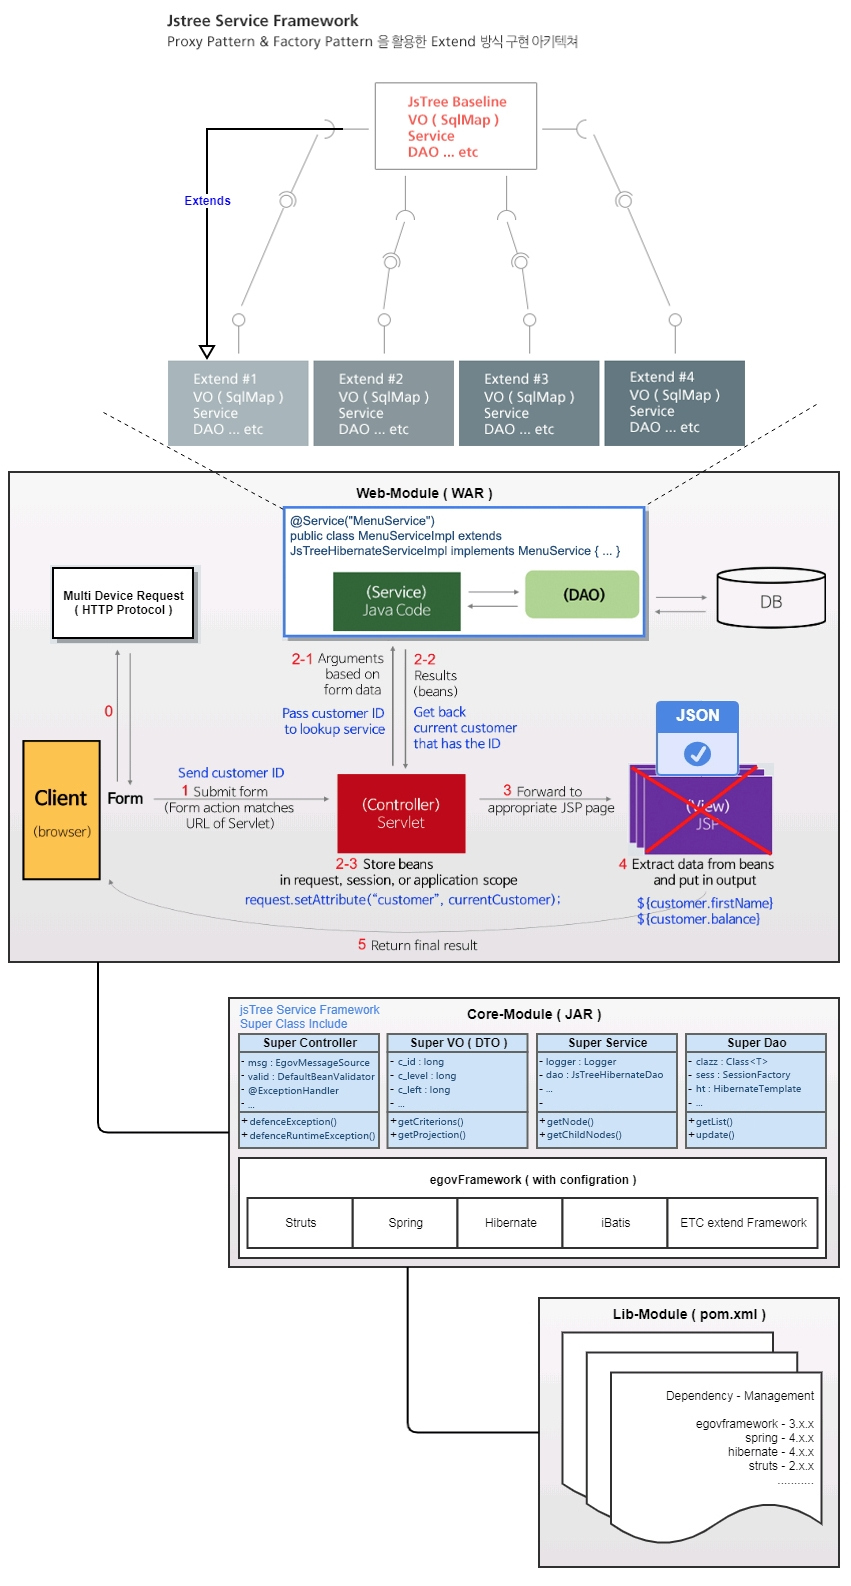 Jstree Service Framework
Proxy Pattern & Factory Pattern 을 활용한 Extend 방식 구현 아키텍쳐
JsTree Baseline
VO ( SqlMap )
Service
DAO ... etc
Extends
Extend #1
VO ( SqlMap )
Service
DAO ... etc
Extend #2
VO ( SqlMap )
Service
DAO ... etc
Extend #3
VO ( SqlMap )
Service
DAO ... etc
Extend #4
VO ( SqlMap )
Service
DAO ... etc
Web-Module ( WAR )
@Service("MenuService")
public class MenuServiceImpl extends
JsTreeHibernateServiceImpl implements MenuService { ... }
(Service)
Java Code
(DAO)
DB
Multi Device Request
( HTTP Protocol )
0
2-1 Arguments
based on
form data
Pass customer ID
to lookup service
2-2
Results
(beans)
Get back
current customer
that has the ID
JSON
Client
(browser)
Form
Send customer ID
1 Submit form
(Form action matches
URL of Servlet)
(Controller)
Servlet
3 Forward to
appropriate JSP page
(View)
JSP
2-3 Store beans
in request, session, or application scope
request.setAttribute("customer", currentCustomer);
4 Extract data from beans
and put in output
${customer.firstName}
${customer.balance}
5 Return final result
jsTree Service Framework
Super Class Include
Core-Module ( JAR )
Super Controller
- msg : EgovMessageSource
- valid : DefaultBeanValidator
- @ExceptionHandler
- ...
+ defenceException()
+ defenceRuntimeException()
Super VO ( DTO )
- c_id : long
- c_level : long
- c_left : long
- ...
+ getCriterions()
+ getProjection()
Super Service
- logger : Logger
- dao : JsTreeHibernateDao
- ...
-
+ getNode()
+ getChildNodes()
Super Dao
- clazz : Class<T>
- sess : SessionFactory
- ht : HibernateTemplate
- ...
+ getList()
+ update()
egovFramework ( with configration )
Struts
Spring
Hibernate
iBatis
ETC extend Framework
Lib-Module ( pom.xml )
Dependency - Management
egovframework - 3.x.x
spring - 4.x.x
hibernate - 4.x.x
struts - 2.x.x
...........